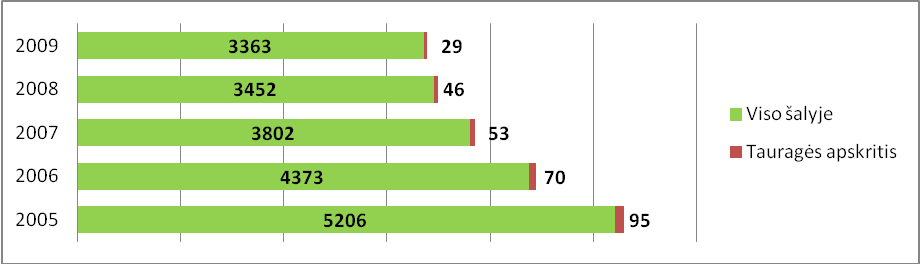 2009 3363 29
2008 3452 46
2007 3802 53
2006 4373 70
2005 5206 95
Viso šalyje
Tauragės apskritis